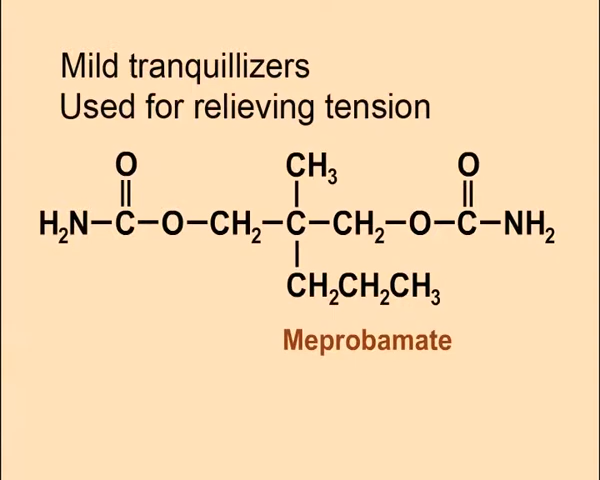 Mild tranquillizers
Used for relieving tension
O CH₃ O
H₂N–C–O–CH₂–C–CH₂–O–C–NH₂
CH₂CH₂CH₃
Meprobamate